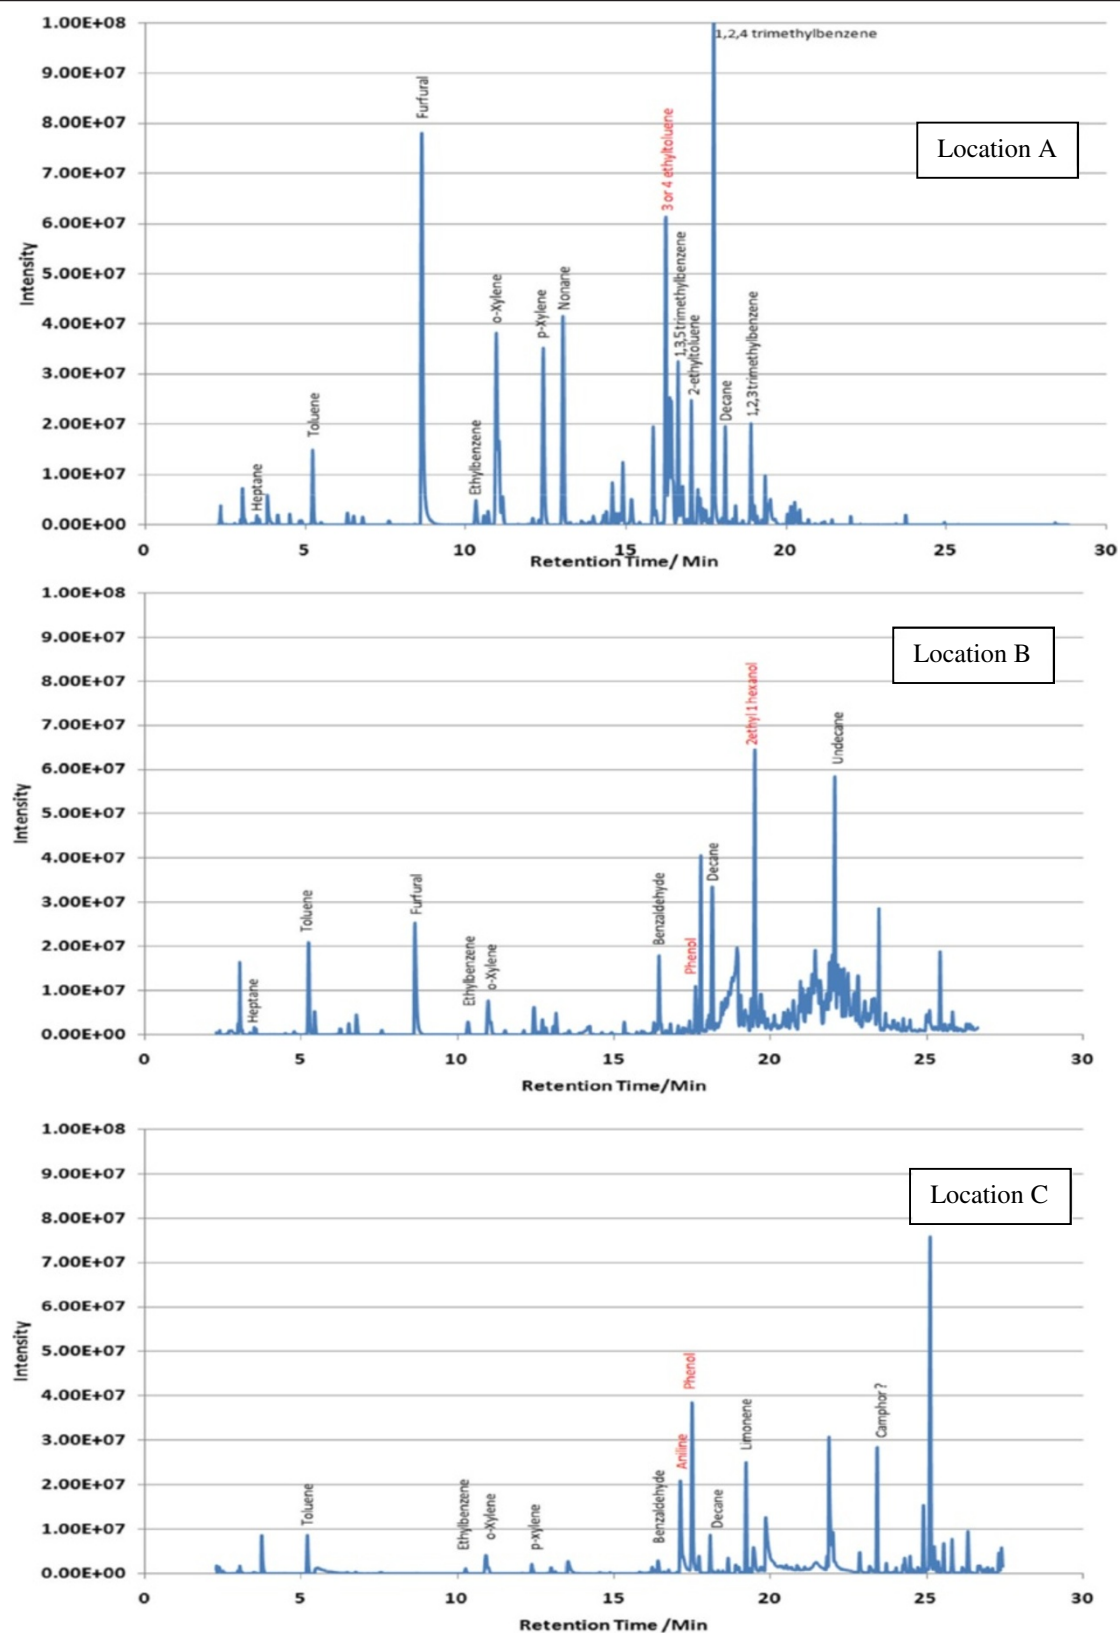 1.00E+08
1,2,4 trimethylbenzene
9.00E+07
Furfural
8.00E+07
3 or 4 ethyltoluene
Location A
7.00E+07
6.00E+07
1,3,5 trimethylbenzene
Intensity
5.00E+07
o-Xylene
p-Xylene
Nonane
2-ethyltoluene
1,2,3 trimethylbenzene
4.00E+07
3.00E+07
Decane
Toluene
2.00E+07
Ethylbenzene
Heptane
1.00E+07
0.00E+00
0 5 10 15 20 25 30
Retention Time/ Min
1.00E+08
9.00E+07
Location B
8.00E+07
2ethyl 1 hexanol
7.00E+07
Undecane
6.00E+07
Intensity
5.00E+07
4.00E+07
Decane
Benzaldehyde
3.00E+07
Toluene
Furfural
2.00E+07
Ethylbenzene
o-Xylene
Phenol
1.00E+07
Heptane
0.00E+00
0 5 10 15 20 25 30
Retention Time/Min
1.00E+08
9.00E+07
Location C
8.00E+07
7.00E+07
6.00E+07
Intensity
5.00E+07
Phenol
4.00E+07
Limonene
Camphor ?
3.00E+07
Aniline
2.00E+07
Toluene
Ethylbenzene
o-Xylene
p-xylene
Benzaldehyde
Decane
1.00E+07
0.00E+00
0 5 10 15 20 25 30
Retention Time /Min